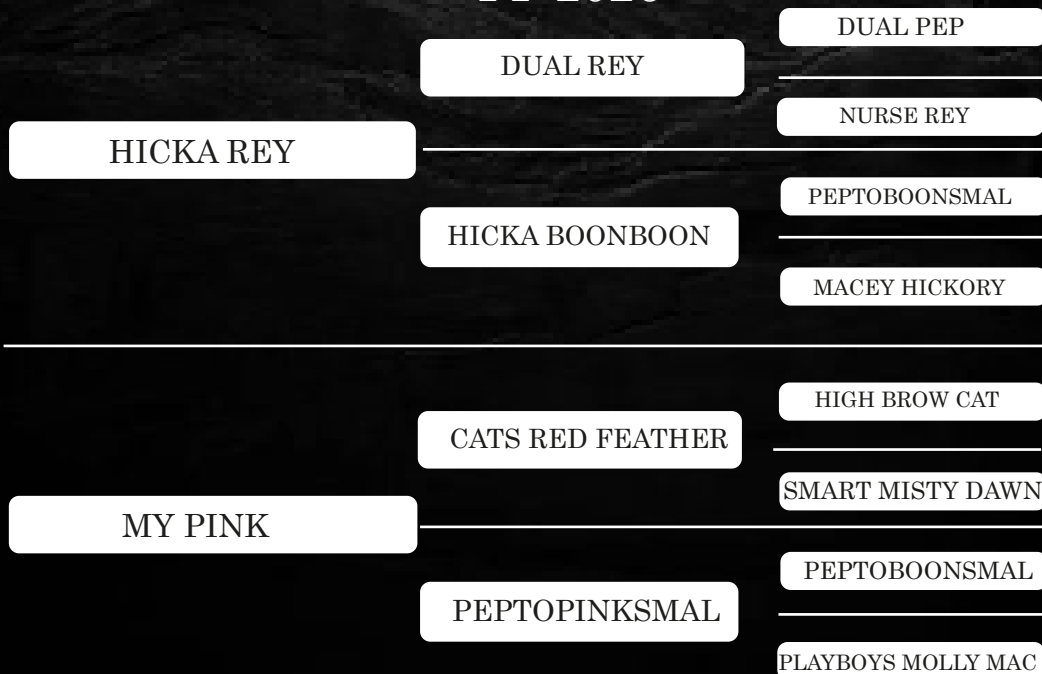 DUAL PEP
DUAL REY
NURSE REY
HICKA REY
PEPTOBOONSMAL
HICKA BOONBOON
MACEY HICKORY
HIGH BROW CAT
CATS RED FEATHER
SMART MISTY DAWN
MY PINK
PEPTOBOONSMAL
PEPTOPINKSMAL
PLAYBOYS MOLLY MAC